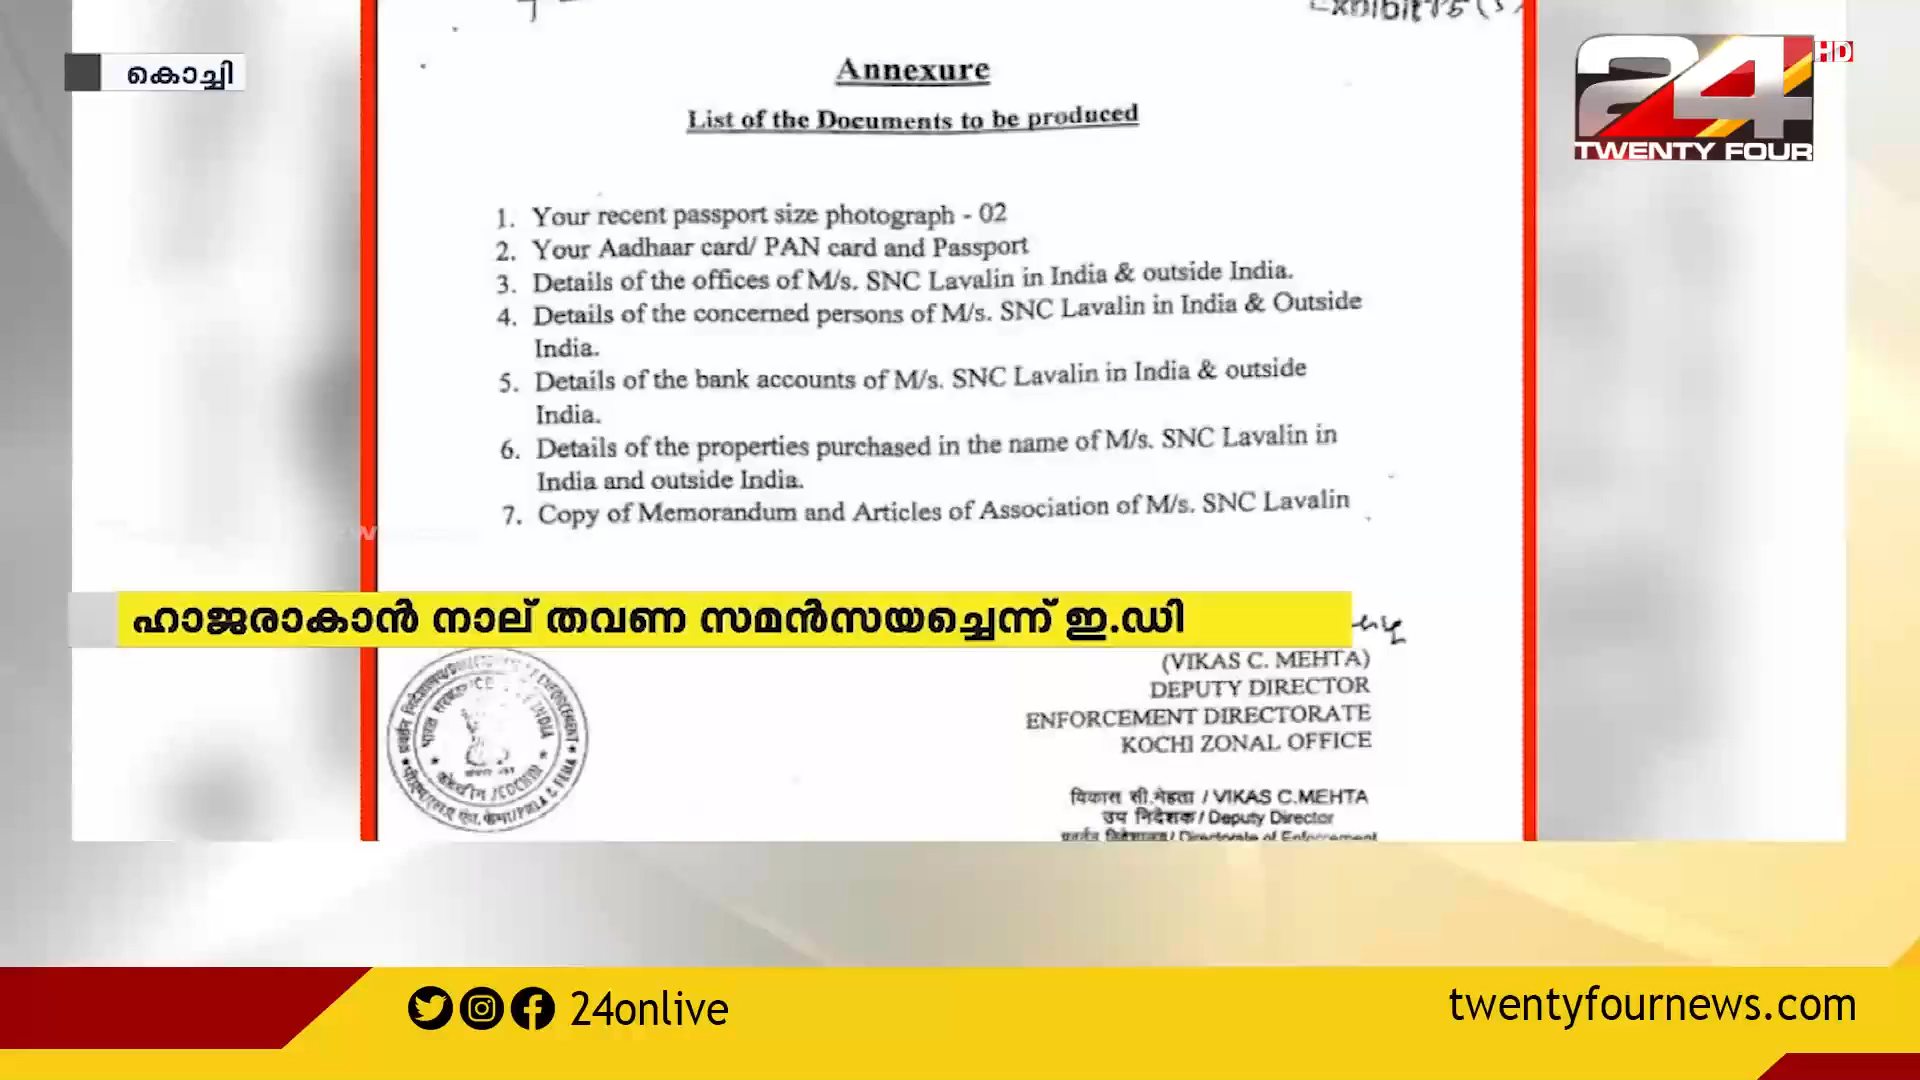 കൊച്ചി
24 HD
TWENTY FOUR
Annexure
List of the Documents to be produced
1. Your recent passport size photograph - 02
2. Your Aadhaar card/ PAN card and Passport
3. Details of the offices of M/s. SNC Lavalin in India & outside India.
4. Details of the concerned persons of M/s. SNC Lavalin in India & Outside
India.
5. Details of the bank accounts of M/s. SNC Lavalin in India & outside
India.
6. Details of the properties purchased in the name of M/s. SNC Lavalin in
India and outside India.
7. Copy of Memorandum and Articles of Association of M/s. SNC Lavalin
ഹാജരാകാൻ നാല് തവണ സമൻസയച്ചെന്ന് ഇ.ഡി
(VIKAS C. MEHTA)
DEPUTY DIRECTOR
ENFORCEMENT DIRECTORATE
KOCHI ZONAL OFFICE
विकास सी.मेहता / VIKAS C.MEHTA
उप निदेशक / Deputy Director
प्रवर्तन निदेशालय / Directorate of Enforcement
24onlive
twentyfournews.com